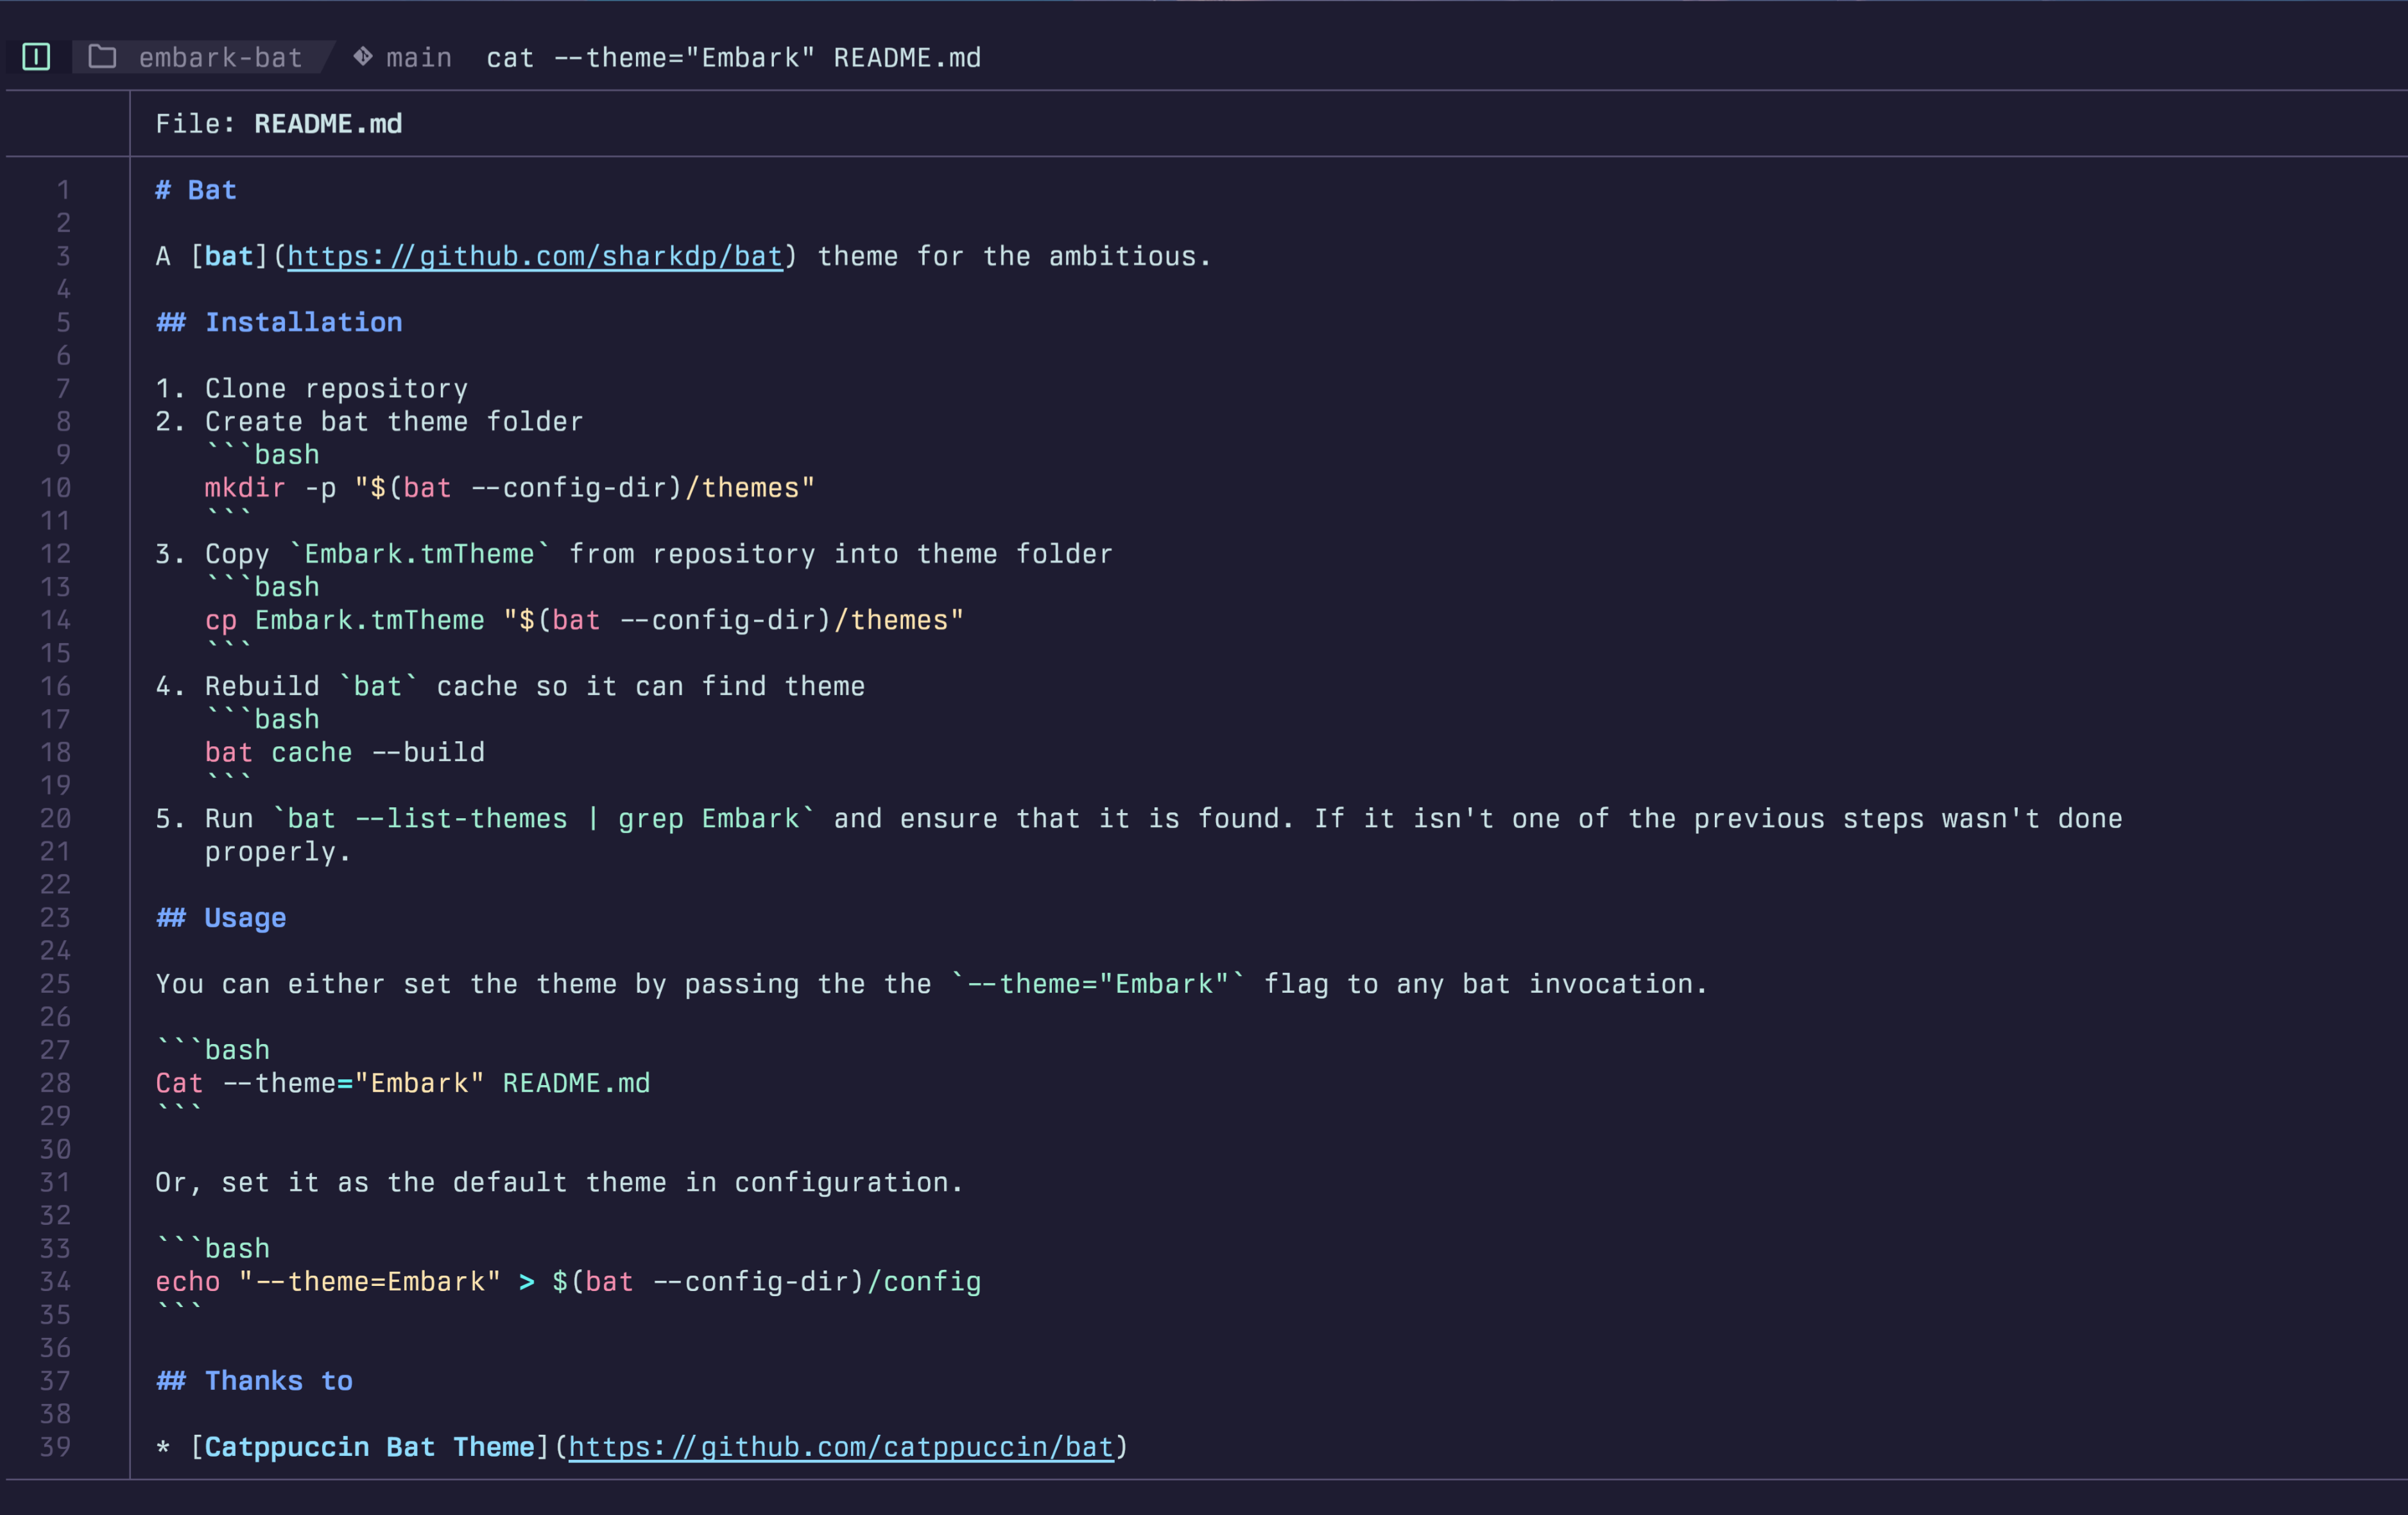 embark-bat main cat --theme="Embark" README.md
File: README.md
1 # Bat
2
3 A [bat](https://github.com/sharkdp/bat) theme for the ambitious.
4
5 ## Installation
6
7 1. Clone repository
8 2. Create bat theme folder
9 ```bash
10 mkdir -p "$(bat --config-dir)/themes"
11 ```
12 3. Copy `Embark.tmTheme` from repository into theme folder
13 ```bash
14 cp Embark.tmTheme "$(bat --config-dir)/themes"
15 ```
16 4. Rebuild `bat` cache so it can find theme
17 ```bash
18 bat cache --build
19 ```
20 5. Run `bat --list-themes | grep Embark` and ensure that it is found. If it isn't one of the previous steps wasn't done
21 properly.
22
23 ## Usage
24
25 You can either set the theme by passing the the `--theme="Embark"` flag to any bat invocation.
26
27 ```bash
28 Cat --theme="Embark" README.md
29 ```
30
31 Or, set it as the default theme in configuration.
32
33 ```bash
34 echo "--theme=Embark" > $(bat --config-dir)/config
35 ```
36
37 ## Thanks to
38
39 * [Catppuccin Bat Theme](https://github.com/catppuccin/bat)